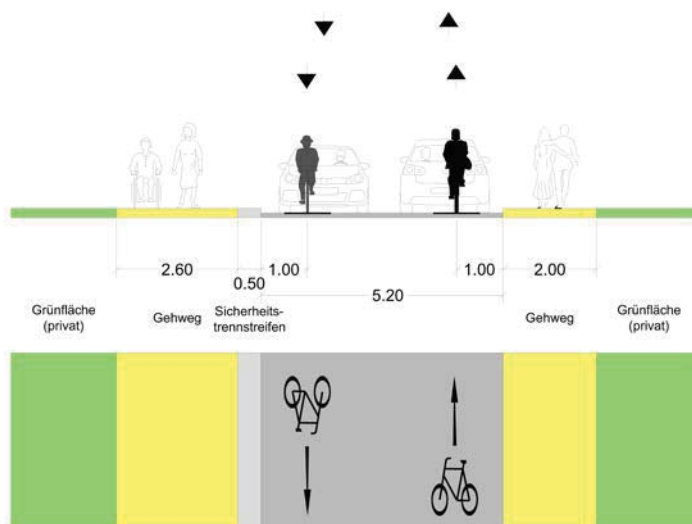 2.60
0.50
1.00
1.00
2.00
5.20
Grünfläche
(privat)
Gehweg
Sicherheits-
trennstreifen
Gehweg
Grünfläche
(privat)